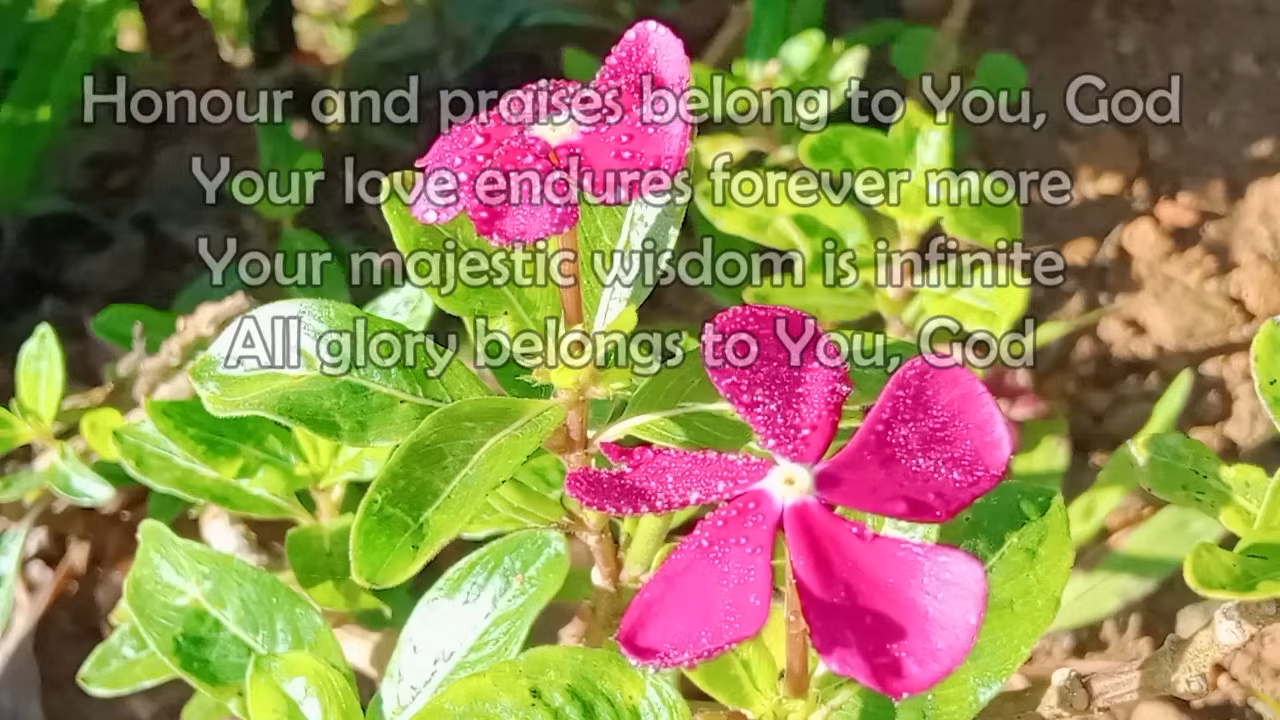 Honour and praises belong to You, God
Your love endures forever more
Your majestic wisdom is infinite
All glory belongs to You, God